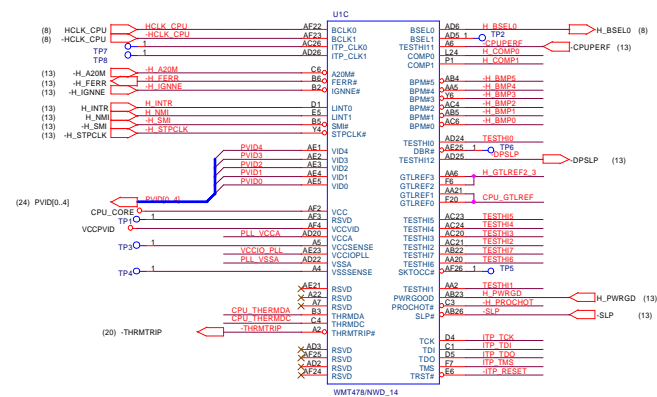 U1C
(8) HCLK_CPU HCLK_CPU AF22 BCLK0 BSEL0 AD6 H_BSEL0 H_BSEL0 (8)
(8) -HCLK_CPU -HCLK_CPU AF23 BCLK1 BSEL1 AD5 1 TP2
TP7 1 AC26 ITP_CLK0 TESTHI11 A6 -CPUPERF -CPUPERF (13)
TP8 1 AD26 ITP_CLK1 COMP0 L24 H_COMP0
COMP1 P1 H_COMP1
(13) -H_A20M -H_A20M C6 A20M#
(13) -H_FERR -H_FERR B6 FERR# BPM#5 AB4 -H_BMP5
(13) -H_IGNNE -H_IGNNE B2 IGNNE# BPM#4 AA5 -H_BMP4
BPM#3 Y6 -H_BMP3
BPM#2 AC4 -H_BMP2
(13) H_INTR H_INTR D1 LINT0 BPM#1 AB5 -H_BMP1
(13) H_NMI H_NMI E5 LINT1 BPM#0 AC6 -H_BMP0
(13) -H_SMI -H_SMI B5 SMI#
(13) -H_STPCLK -H_STPCLK Y4 STPCLK#
TESTHI0 AD24 TESTHI0
PVID4 AE1 VID4 DBR# AE25 1 TP6
PVID3 AE2 VID3 TESTHI12 AD25 -DPSLP -DPSLP (13)
PVID2 AE3 VID2
PVID1 AE4 VID1 GTLREF3 AA6 H_GTLREF2_3
PVID0 AE5 VID0 GTLREF2 F6
GTLREF1 AA21
(24) PVID[0..4] PVID[0..4] GTLREF0 F20 CPU_GTLREF
CPU_CORE AF2 VCC
TP1 1 AF3 RSVD TESTHI5 AC23 TESTHI5
VCCPVID AF4 VCCVID TESTHI4 AC24 TESTHI4
PLL_VCCA AD20 VCCA TESTHI3 AC20 TESTHI3
TP3 1 A5 VCCSENSE TESTHI2 AC21 TESTHI2
VCCIO_PLL AE23 VCCIOPLL TESTHI7 AB22 TESTHI7
PLL_VSSA AD22 VSSA TESTHI6 AA20 TESTHI6
TP4 1 A4 VSSSENSE SKTOCC# AF26 1 TP5
AE21 RSVD TESTHI1 AA2 TESTHI1
A22 RSVD PWRGOOD AB23 H_PWRGD H_PWRGD (13)
A7 RSVD PROCHOT# C3 -H_PROCHOT
CPU_THERMDA B3 THRMDA SLP# AB26 -SLP -SLP (13)
CPU_THERMDC C4 THRMDC
(20) -THRMTRIP -THRMTRIP A2 THRMTRIP#
TCK D4 ITP_TCK
AD3 RSVD TDI C1 ITP_TDI
AF25 RSVD TDO D5 ITP_TDO
AD2 RSVD TMS F7 ITP_TMS
AF24 RSVD TRST# E6 -ITP_RESET
WMT478/NWD_14